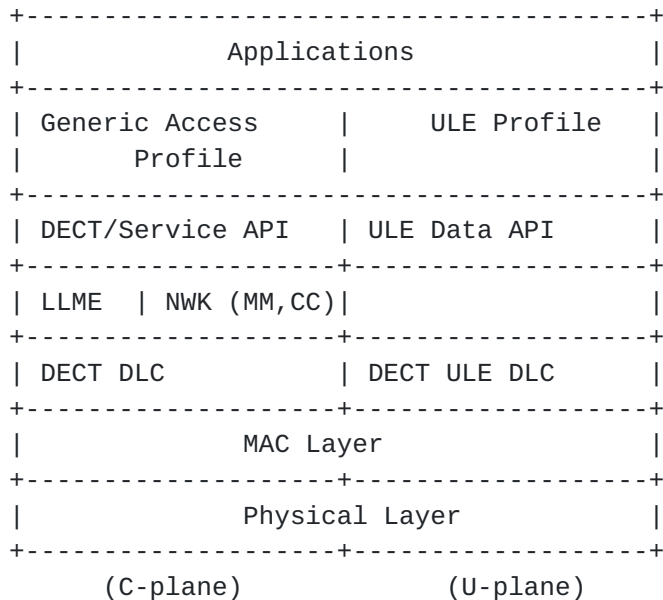 +----------------------------------------+
|             Applications               |
+----------------------------------------+
| Generic Access     |     ULE Profile   |
|       Profile      |                   |
+----------------------------------------+
| DECT/Service API   | ULE Data API      |
+--------------------+-------------------+
| LLME  | NWK (MM,CC)|                   |
+--------------------+-------------------+
| DECT DLC           | DECT ULE DLC      |
+--------------------+-------------------+
|              MAC Layer                 |
+--------------------+-------------------+
|              Physical Layer            |
+--------------------+-------------------+
      (C-plane)             (U-plane)